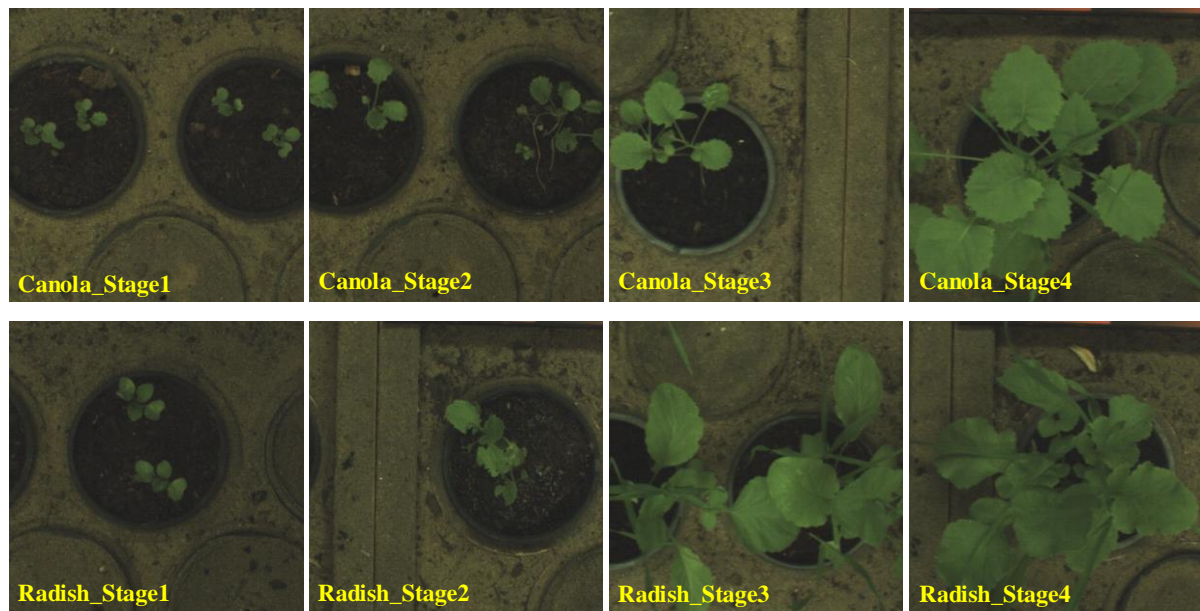 Canola_Stage1
Canola_Stage2
Canola_Stage3
Canola_Stage4
Radish_Stage1
Radish_Stage2
Radish_Stage3
Radish_Stage4